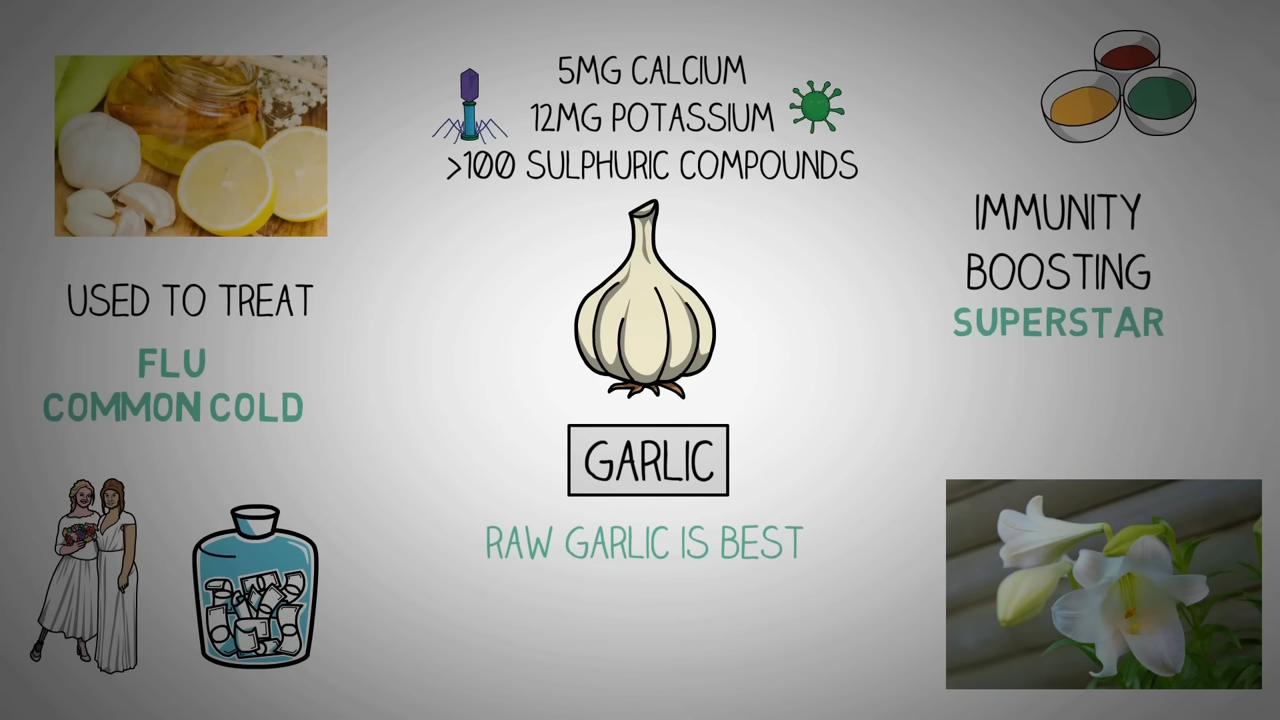 5MG CALCIUM
12MG POTASSIUM
>100 SULPHURIC COMPOUNDS
USED TO TREAT
FLU
COMMON COLD
GARLIC
RAW GARLIC IS BEST
IMMUNITY
BOOSTING
SUPERSTAR